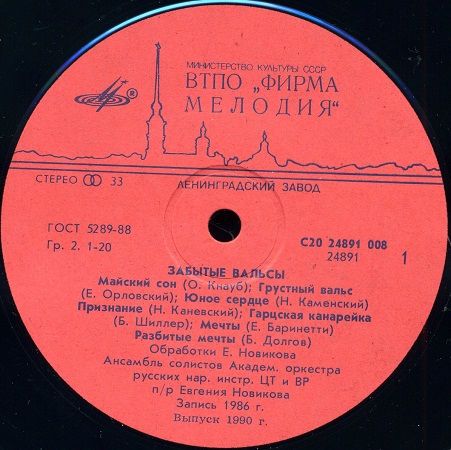 МИНИСТЕРСТВО КУЛЬТУРЫ СССР
ВТПО „ФИРМА
МЕЛОДИЯ“
®
СТЕРЕО 33
ЛЕНИНГРАДСКИЙ ЗАВОД
ГОСТ 5289-88
Гр. 2. 1-20
С20 24891 008
24891
1
ЗАБЫТЫЕ ВАЛЬСЫ
Майский сон (О. Кнауб); Грустный вальс
(Е. Орловский); Юное сердце (Н. Каменский)
Признание (Н. Каневский); Гарцская канарейка
(Б. Шиллер); Мечты (Е. Баринетти)
Разбитые мечты (Б. Долгов)
Обработки Е. Новикова
Ансамбль солистов Академ. оркестра
русских нар. инстр. ЦТ и ВР
п/р Евгения Новикова
Запись 1986 г.
Выпуск 1990 г.